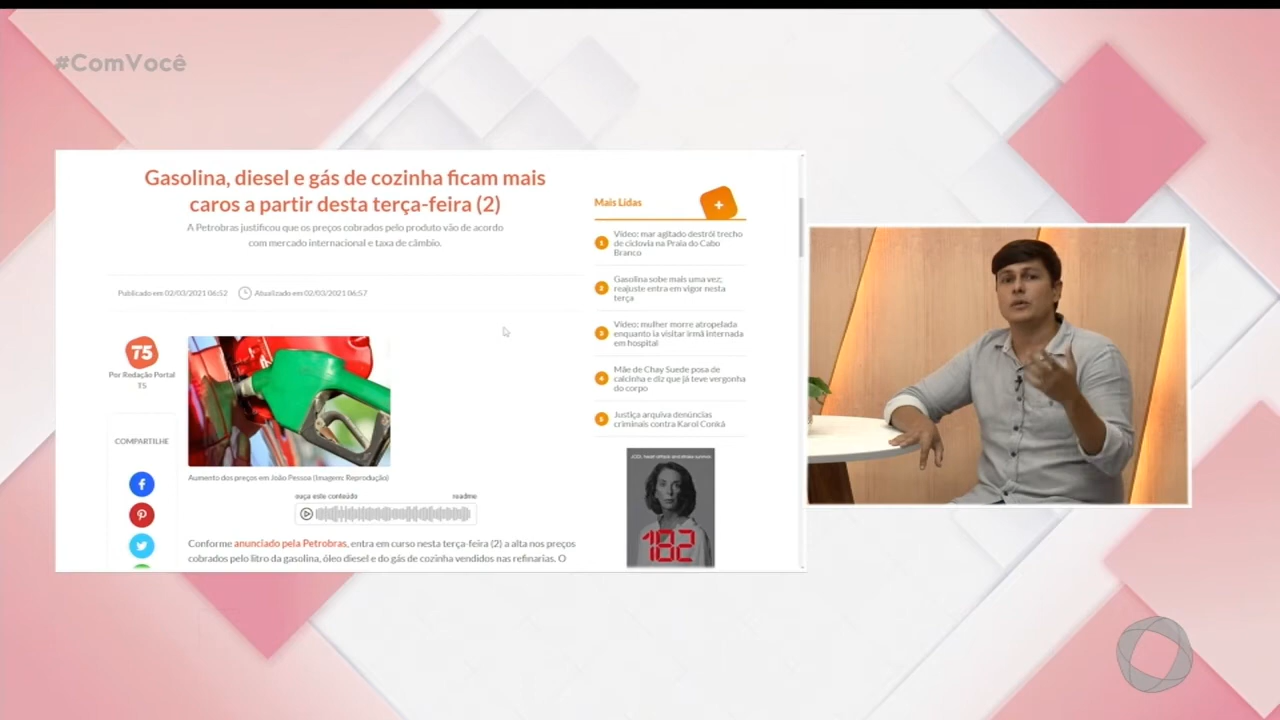 #ComVocê
Gasolina, diesel e gás de cozinha ficam mais
caros a partir desta terça-feira (2)
A Petrobras justificou que os preços cobrados pelo produto vão de acordo
com mercado internacional e taxa de câmbio.
Publicado em 02/03/2021 06:52 Atualizado em 02/03/2021 06:57
T5
Por Redação Portal
T5
COMPARTILHE
Aumento dos preços em João Pessoa (Imagem: Reprodução)
ouça este conteúdo readme
Conforme anunciado pela Petrobras, entra em curso nesta terça-feira (2) a alta nos preços
cobrados pelo litro da gasolina, óleo diesel e do gás de cozinha vendidos nas refinarias. O
Mais Lidas
+
1 Vídeo: mar agitado destrói trecho
de ciclovia na Praia do Cabo
Branco
2 Gasolina sobe mais uma vez;
reajuste entra em vigor nesta
terça
3 Vídeo: mulher morre atropelada
enquanto ia visitar irmã internada
em hospital
4 Mãe de Chay Suede posa de
calcinha e diz que já teve vergonha
do corpo
5 Justiça arquiva denúncias
criminais contra Karol Conká
182